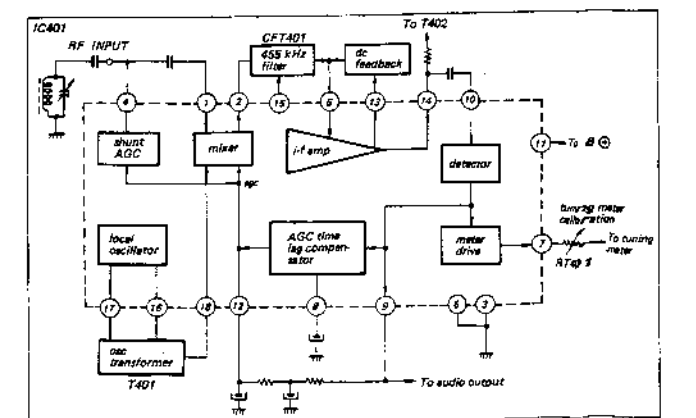 IC401
RF INPUT
CFT401
455 kHz
filter
dc
feedback
To T402
4
1
2
15
5
13
14
10
shunt
AGC
mixer
i-f amp
detector
11
To B ⊕
agc
tuning meter
calibration
local
oscillator
AGC time
lag compen-
sator
meter
drive
7
To tuning
meter
17
16
18
12
8
9
6
3
osc
transformer
T401
To audio output